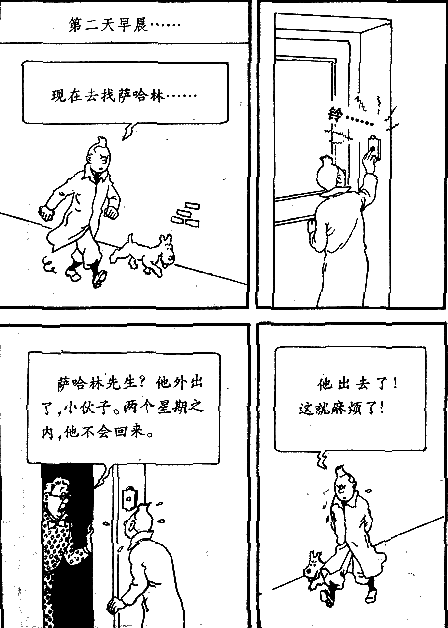 第二天早晨……
现在去找萨哈林……
铃……
萨哈林先生？他外出
了，小伙子。两个星期之
内，他不会回来。
他出去了！
这就麻烦了！